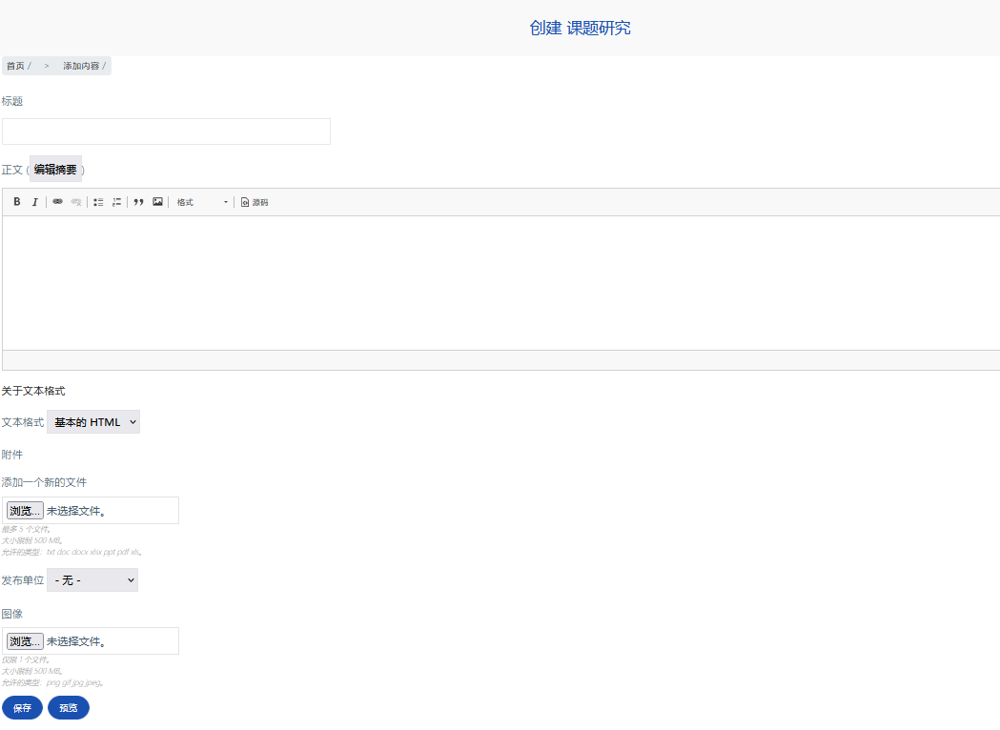 创建 课题研究
首页 / > 添加内容 /
标题
正文 (编辑摘要)
B I 格式 源码
关于文本格式
文本格式 基本的 HTML
附件
添加一个新的文件
浏览... 未选择文件。
最多 5 个文件。
大小限制 500 MB。
允许的类型：txt doc docx xlsx ppt pdf xls。
发布单位 - 无 -
图像
浏览... 未选择文件。
仅限 1 个文件。
大小限制 500 MB。
允许的类型：png gif jpg jpeg。
保存 预览